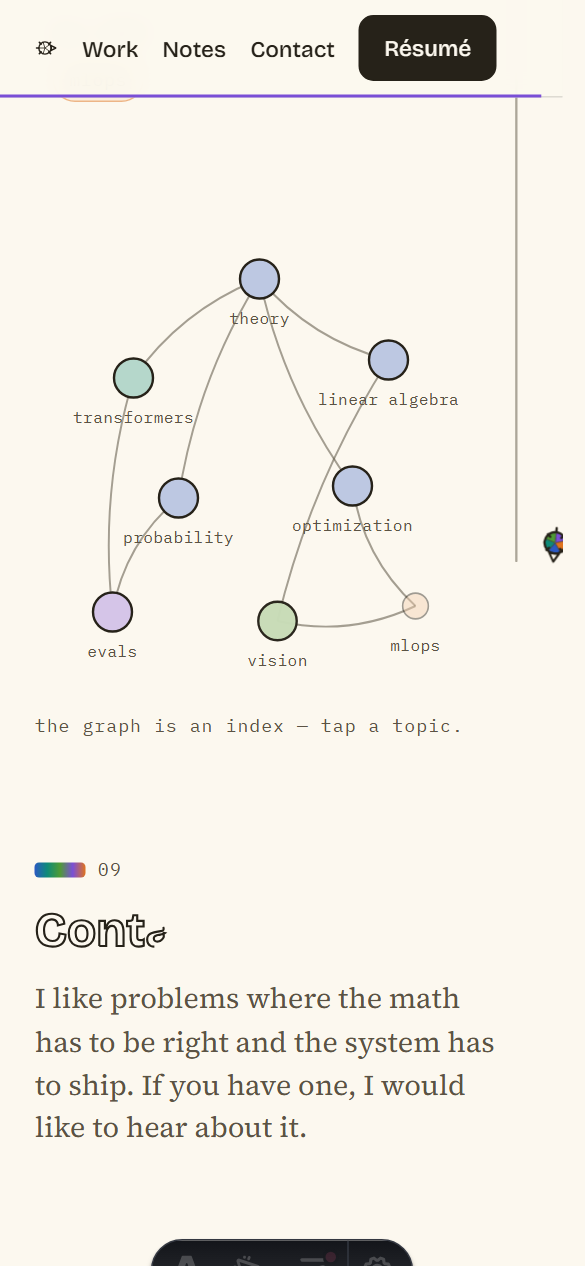 Work Notes Contact Résumé
theory
linear algebra
transformers
optimization
probability
mlops
evals
vision
the graph is an index — tap a topic.
09
Cont
I like problems where the math
has to be right and the system has
to ship. If you have one, I would
like to hear about it.